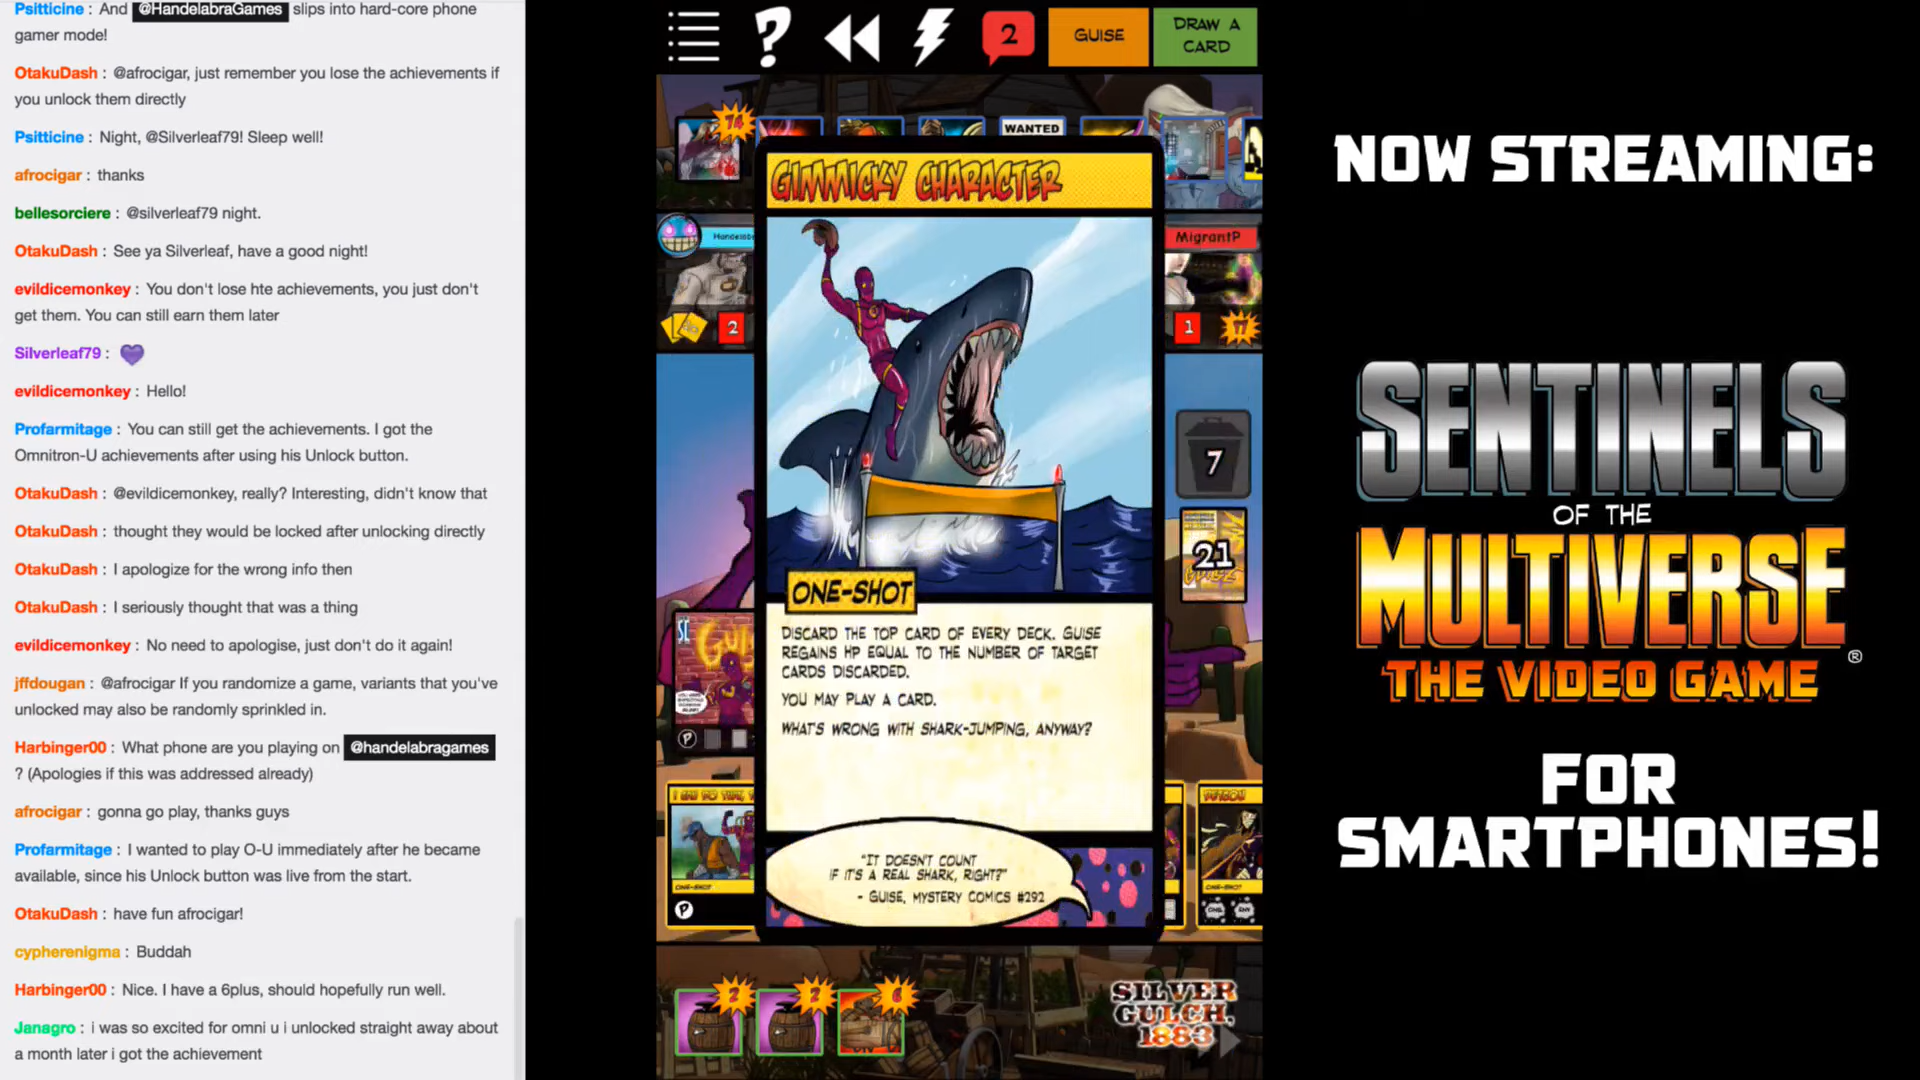 Psitticine : And @HandelabraGames slips into hard-core phone
gamer mode!
OtakuDash : @afrocigar, just remember you lose the achievements if
you unlock them directly
Psitticine : Night, @Silverleaf79! Sleep well!
afrocigar : thanks
bellesorciere : @silverleaf79 night.
OtakuDash : See ya Silverleaf, have a good night!
evildicemonkey : You don't lose hte achievements, you just don't
get them. You can still earn them later
Silverleaf79 :
evildicemonkey : Hello!
Profarmitage : You can still get the achievements. I got the
Omnitron-U achievements after using his Unlock button.
OtakuDash : @evildicemonkey, really? Interesting, didn't know that
OtakuDash : thought they would be locked after unlocking directly
OtakuDash : I apologize for the wrong info then
OtakuDash : I seriously thought that was a thing
evildicemonkey : No need to apologise, just don't do it again!
jffdougan : @afrocigar If you randomize a game, variants that you've
unlocked may also be randomly sprinkled in.
Harbinger00 : What phone are you playing on @handelabragames
? (Apologies if this was addressed already)
afrocigar : gonna go play, thanks guys
Profarmitage : I wanted to play O-U immediately after he became
available, since his Unlock button was live from the start.
OtakuDash : have fun afrocigar!
cypherenigma : Buddah
Harbinger00 : Nice. I have a 6plus, should hopefully run well.
Janagro : i was so excited for omni u i unlocked straight away about
a month later i got the achievement
?
2
GUISE
DRAW A
CARD
74
WANTED
GIMMICKY CHARACTER
MigrantP
2
1
11
7
21
ONE-SHOT
DISCARD THE TOP CARD OF EVERY DECK. GUISE
REGAINS HP EQUAL TO THE NUMBER OF TARGET
CARDS DISCARDED.
YOU MAY PLAY A CARD.
WHAT'S WRONG WITH SHARK-JUMPING, ANYWAY?
"IT DOESN'T COUNT
IF IT'S A REAL SHARK, RIGHT?"
- GUISE, MYSTERY COMICS #292
I CAN DO THAT, T
ONE-SHOT
P
P
ONE-SHOT
2
2
6
SILVER
GULCH,
1883
NOW STREAMING:
SENTINELS
OF THE
MULTIVERSE®
THE VIDEO GAME
FOR
SMARTPHONES!